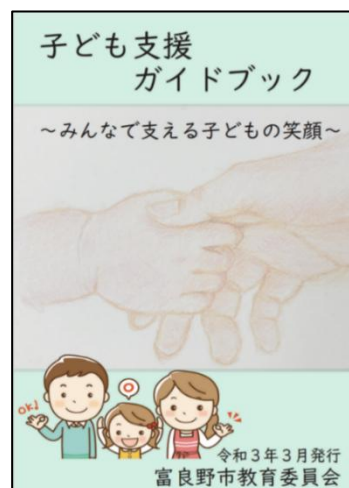 子ども支援
ガイドブック
～みんなで支える子どもの笑顔～
OK!
令和3年3月発行
富良野市教育委員会